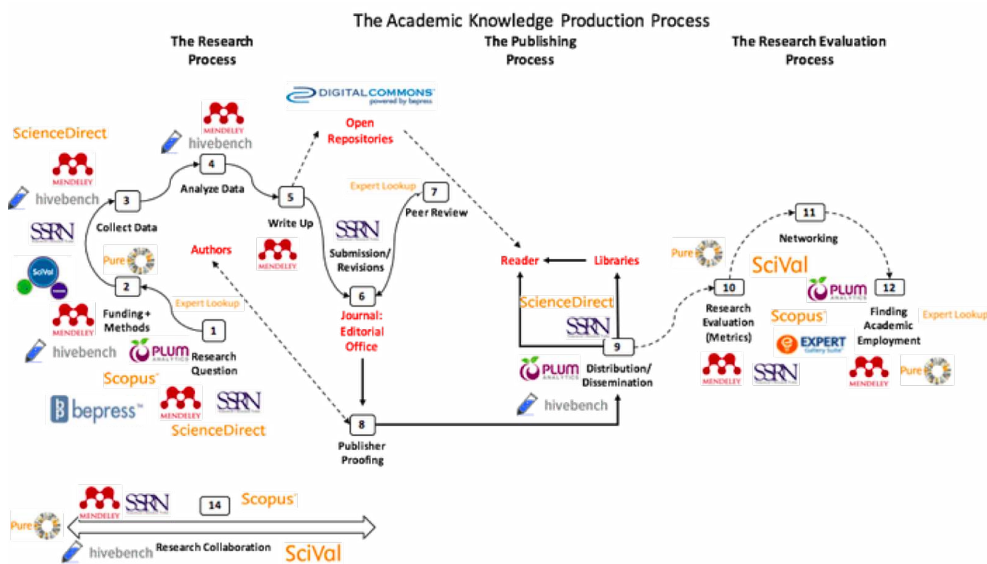 The Academic Knowledge Production Process
The Research
Process
The Publishing
Process
The Research Evaluation
Process
DIGITALCOMMONS
powered by bepress
Open
Repositories
MENDELEY
hivebench
ScienceDirect
MENDELEY
hivebench
4
Analyze Data
3
Collect Data
5
Write Up
MENDELEY
Expert Lookup
7
Peer Review
SSRN
Submission/
Revisions
6
Journal:
Editorial
Office
SSRN
Pure
SciVal
2
Funding +
Methods
Authors
Expert Lookup
1
Research
Question
MENDELEY
hivebench
PLUM
ANALYTICS
Scopus
bepress™
MENDELEY
SSRN
ScienceDirect
8
Publisher
Proofing
Reader
Libraries
ScienceDirect
SSRN
9
Distribution/
Dissemination
PLUM
ANALYTICS
hivebench
11
Networking
Pure
SciVal
10
Research
Evaluation
(Metrics)
PLUM
ANALYTICS
Scopus
EXPERT
Gallery Suite
12
Finding
Academic
Employment
Expert Lookup
MENDELEY
SSRN
MENDELEY
Pure
MENDELEY
SSRN
14
Scopus
Pure
hivebench
Research Collaboration
SciVal